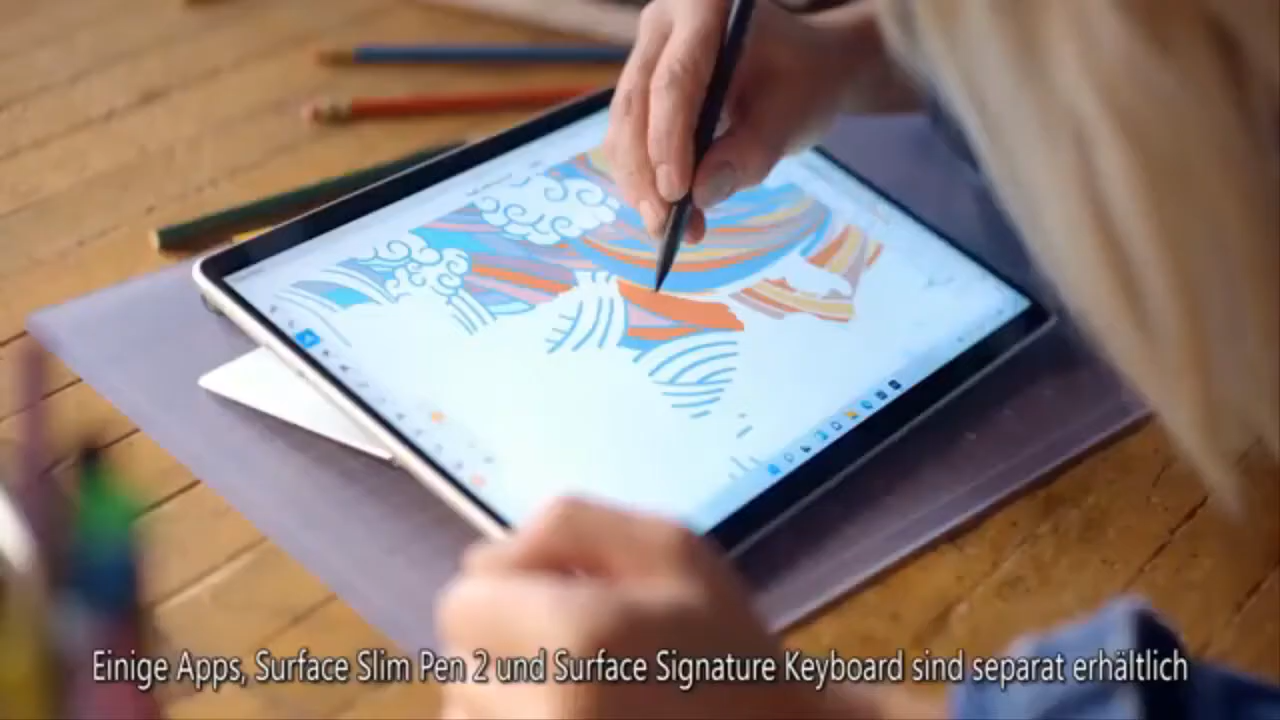 Einige Apps, Surface Slim Pen 2 und Surface Signature Keyboard sind separat erhältlich